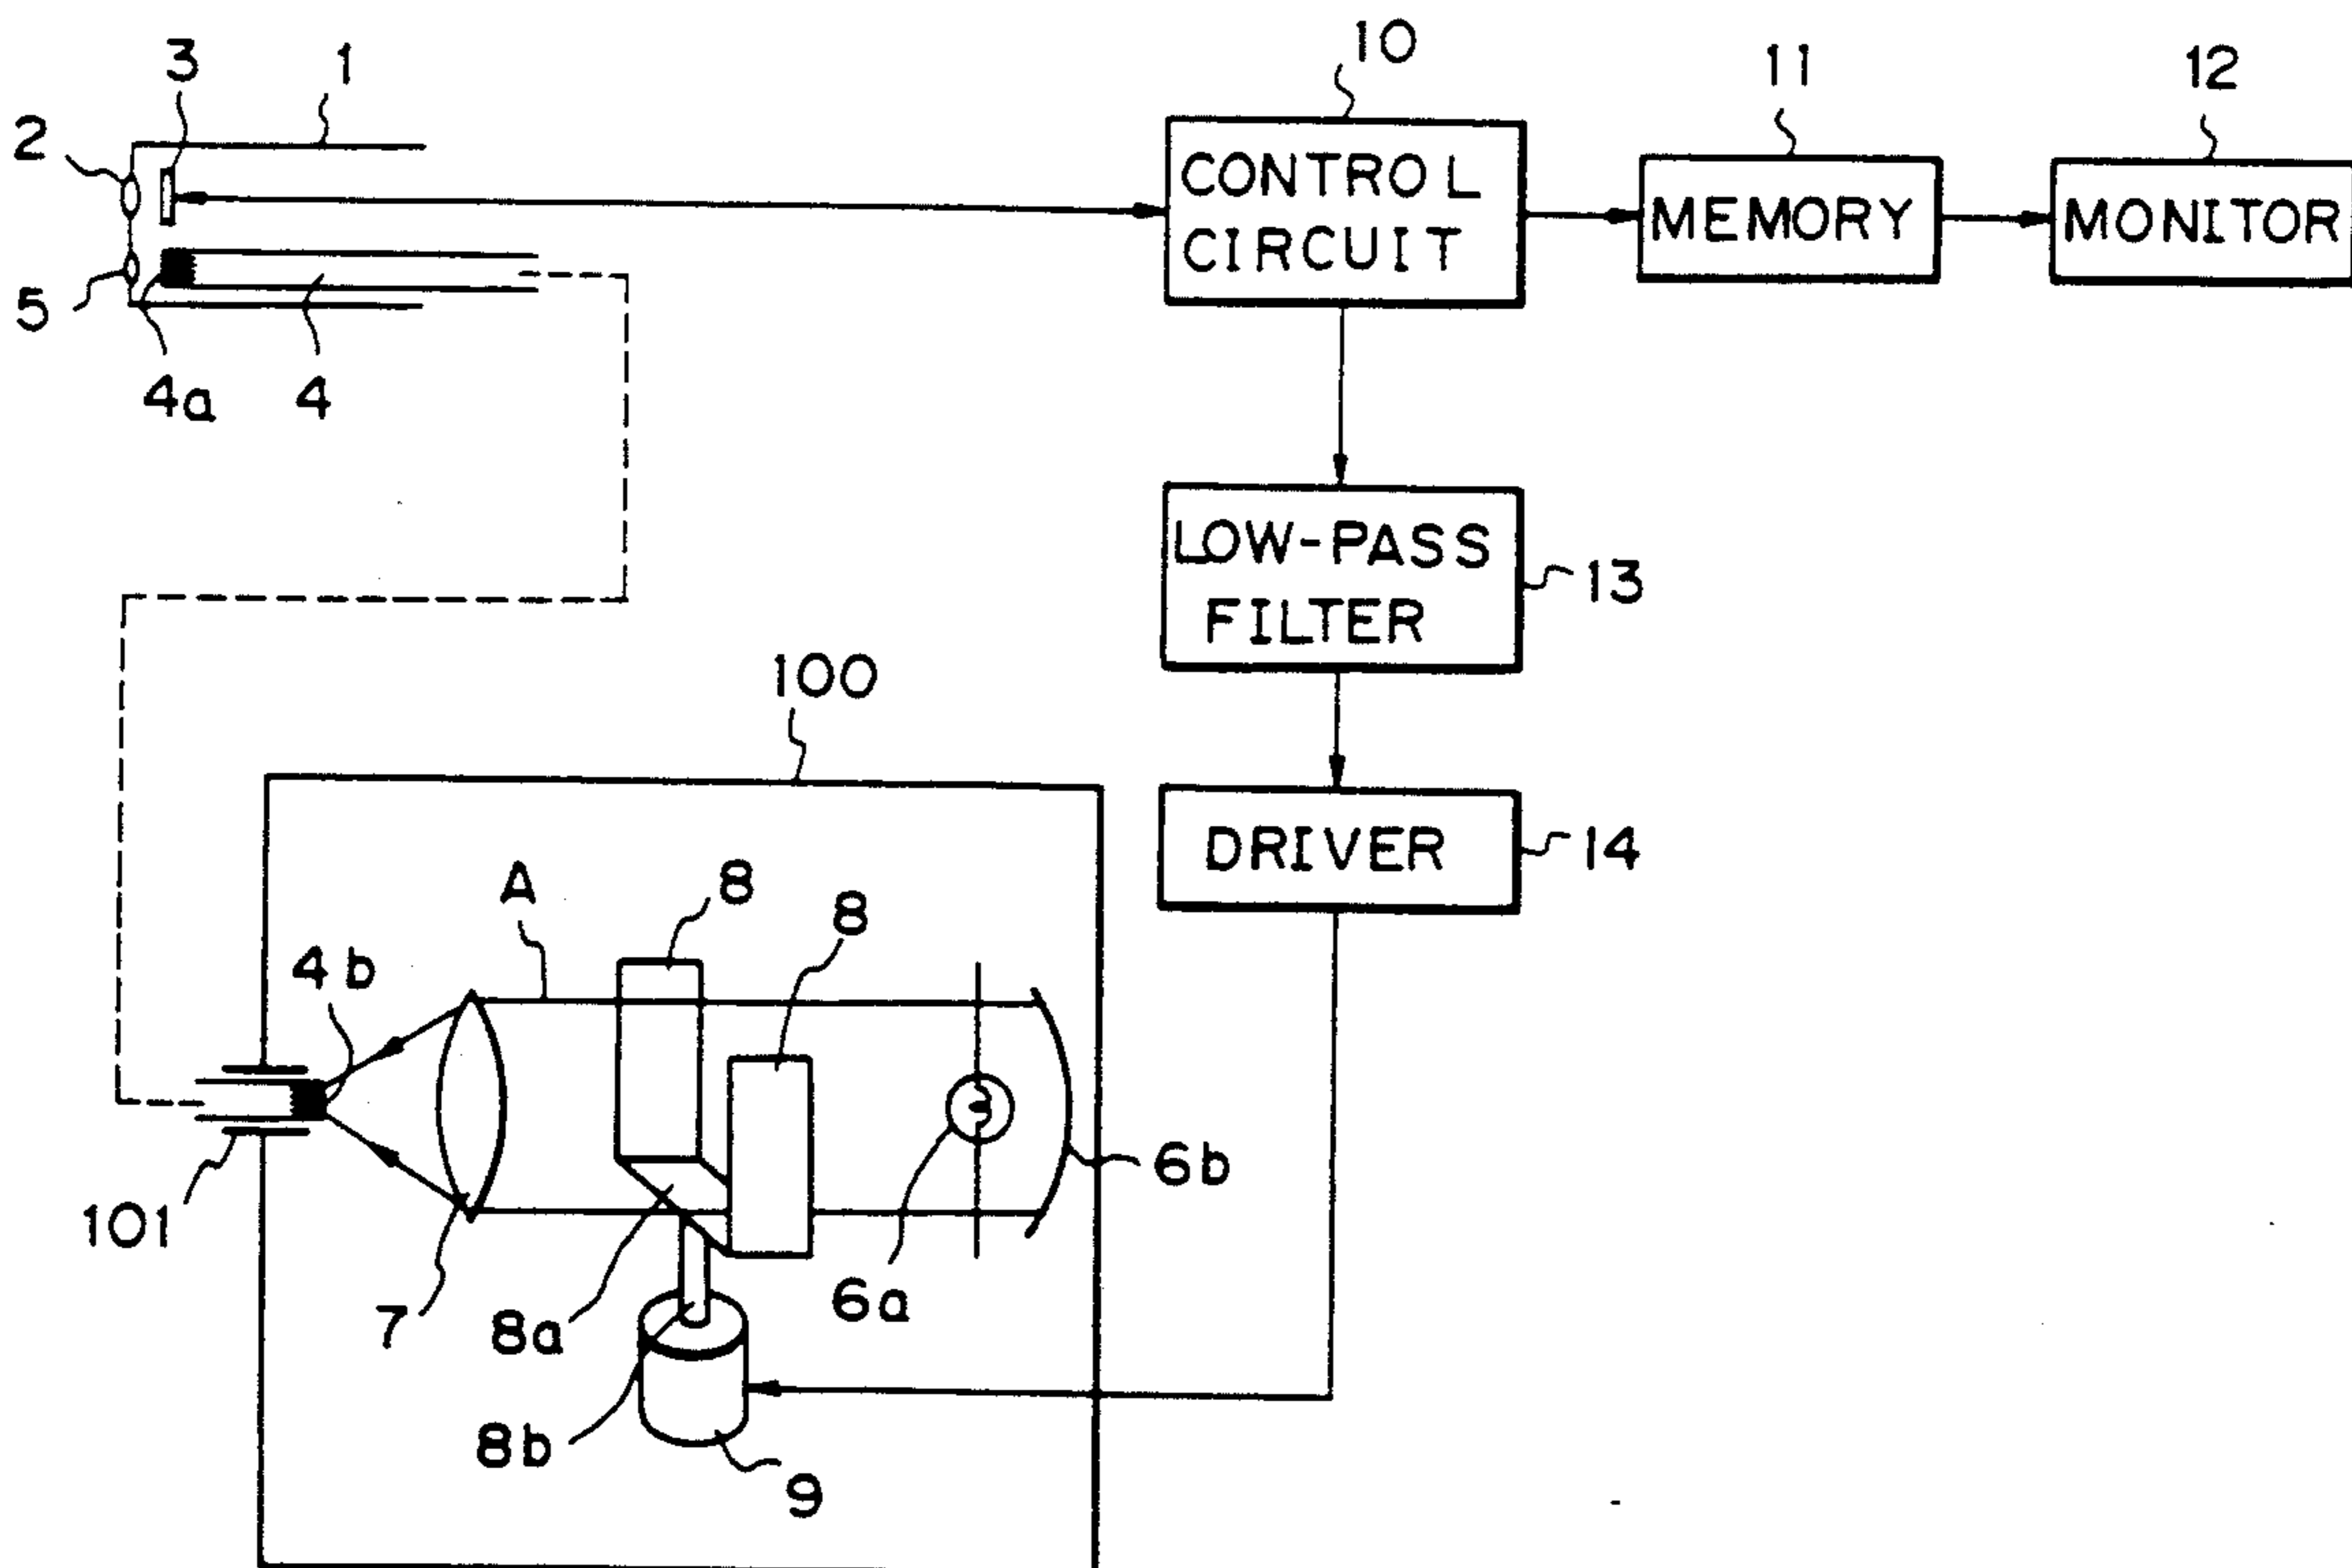 10
3
1
11
12
2
CONTROL
CIRCUIT
MEMORY
MONITOR
5
4a
4
LOW-PASS
FILTER
13
100
DRIVER
14
A
8
8
4b
6b
101
7
8a
6a
8b
9